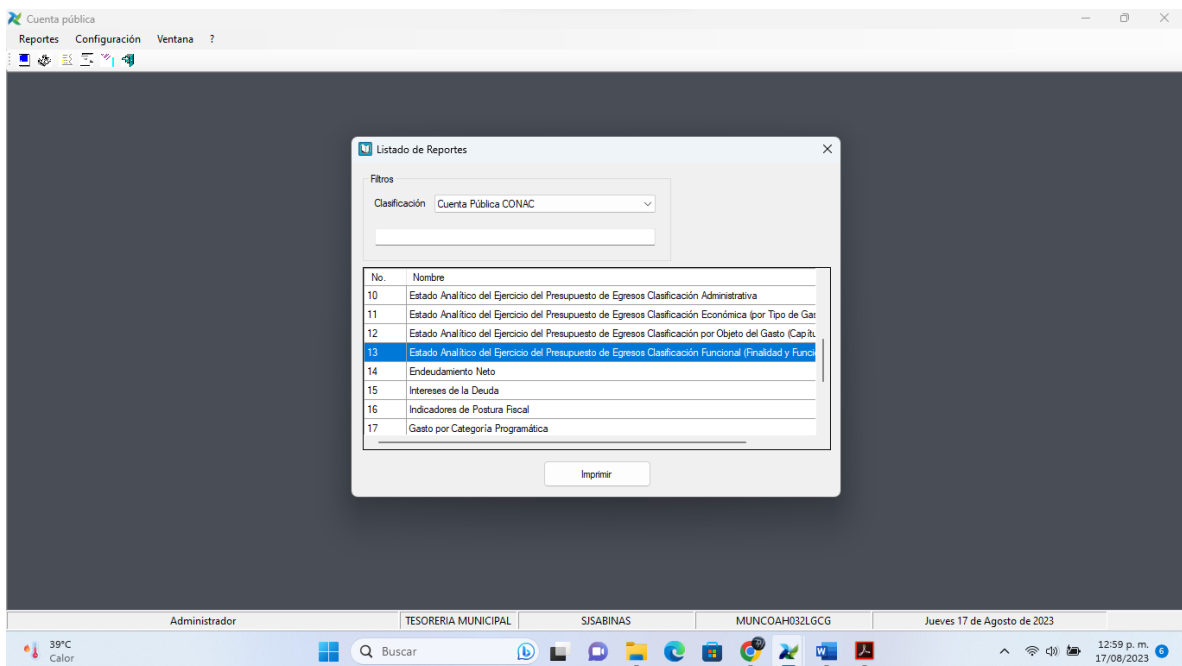 Cuenta pública
Reportes Configuración Ventana ?
Listado de Reportes
Filtros
Clasificación Cuenta Pública CONAC
No. Nombre
10 Estado Analítico del Ejercicio del Presupuesto de Egresos Clasificación Administrativa
11 Estado Analítico del Ejercicio del Presupuesto de Egresos Clasificación Económica (por Tipo de Gas
12 Estado Analítico del Ejercicio del Presupuesto de Egresos Clasificación por Objeto del Gasto (Capítu
13 Estado Analítico del Ejercicio del Presupuesto de Egresos Clasificación Funcional (Finalidad y Funci
14 Endeudamiento Neto
15 Intereses de la Deuda
16 Indicadores de Postura Fiscal
17 Gasto por Categoría Programática
Imprimir
Administrador TESORERIA MUNICIPAL SJSABINAS MUNCOAH032LGCG Jueves 17 de Agosto de 2023
39°C
Calor
Buscar
12:59 p. m.
17/08/2023
6